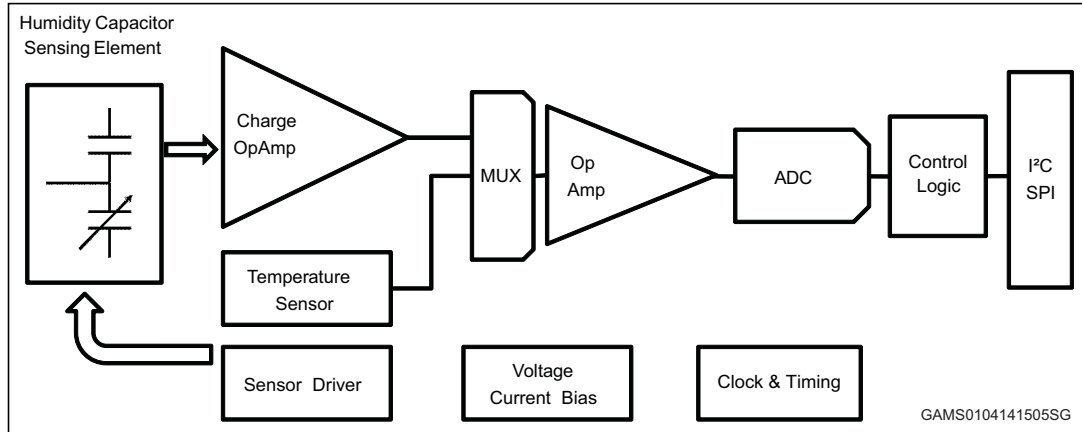 Humidity Capacitor
Sensing Element
Charge
OpAmp
MUX
Op
Amp
ADC
Control
Logic
I²C
SPI
Temperature
Sensor
Sensor Driver
Voltage
Current Bias
Clock & Timing
GAMS0104141505SG